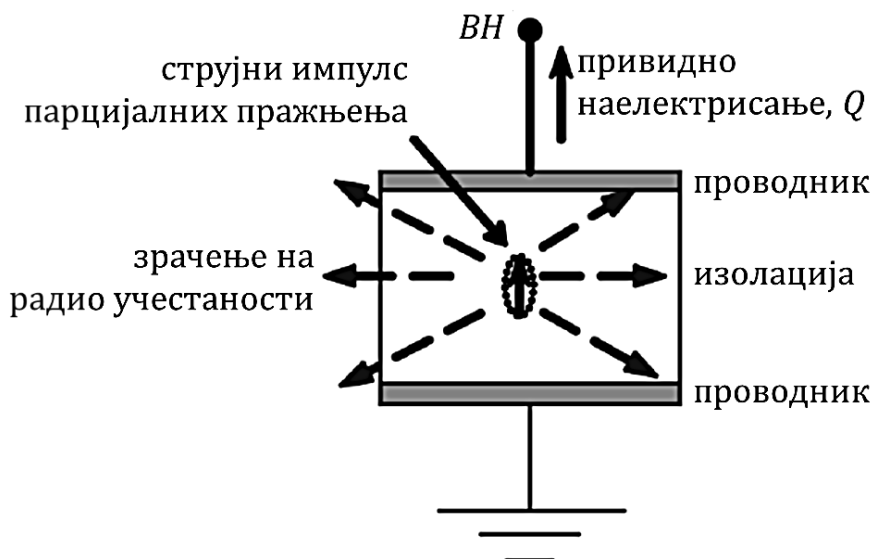 ВН
струјни импулс
парцијалних пражњења
привидно
наелектрисање, Q
проводник
зрачење на
радио учестаности
изолација
проводник